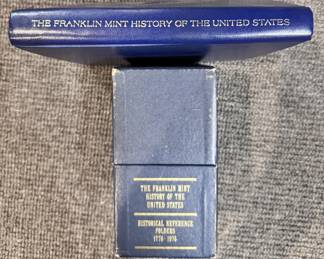 THE FRANKLIN MINT HISTORY OF THE UNITED STATES
THE FRANKLIN MINT
HISTORY OF THE
UNITED STATES
HISTORICAL REFERENCE
FOLDERS
1776-1976